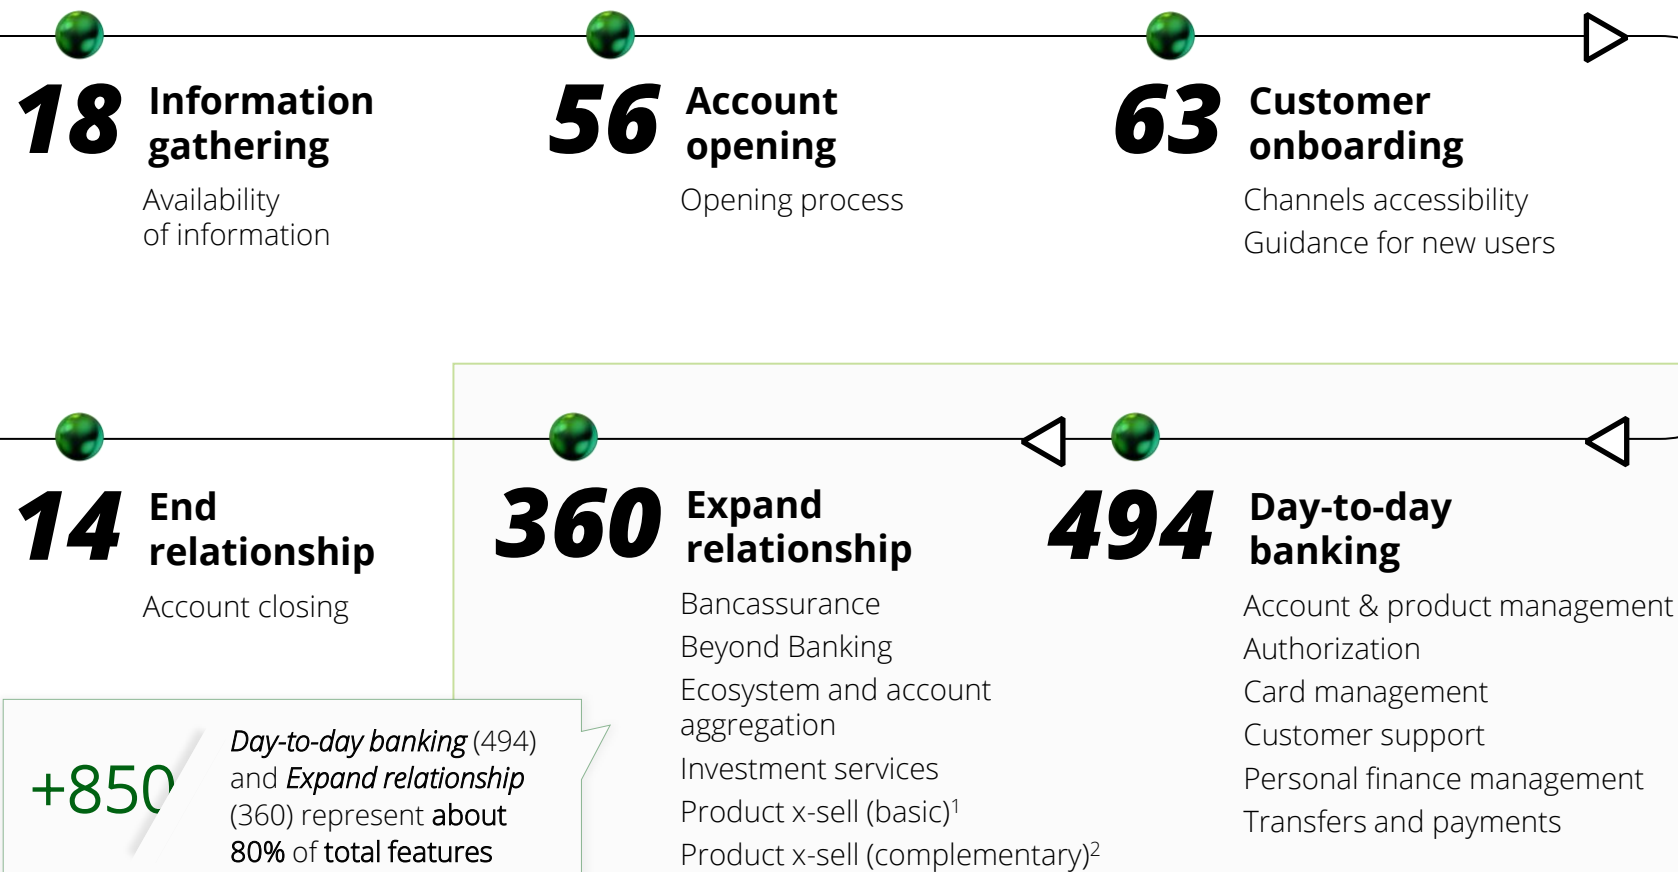 18 Information
gathering
Availability
of information
56 Account
opening
Opening process
63 Customer
onboarding
Channels accessibility
Guidance for new users
14 End
relationship
Account closing
360 Expand
relationship
Bancassurance
Beyond Banking
Ecosystem and account
aggregation
Investment services
Product x-sell (basic)¹
Product x-sell (complementary)²
494 Day-to-day
banking
Account & product management
Authorization
Card management
Customer support
Personal finance management
Transfers and payments
+850
Day-to-day banking (494)
and Expand relationship
(360) represent about
80% of total features